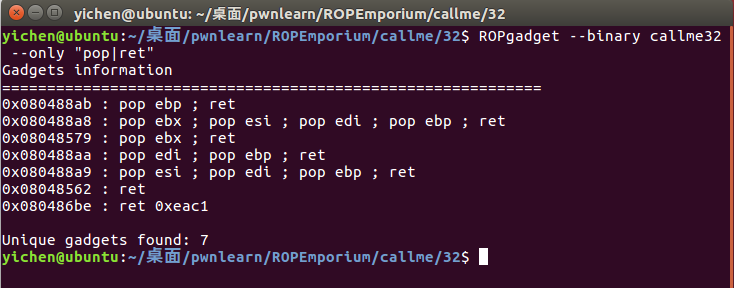 yichen@ubuntu: ~/桌面/pwnlearn/ROPEmporium/callme/32
yichen@ubuntu:~/桌面/pwnlearn/ROPEmporium/callme/32$ ROPgadget --binary callme32
--only "pop|ret"
Gadgets information
============================================================
0x080488ab : pop ebp ; ret
0x080488a8 : pop ebx ; pop esi ; pop edi ; pop ebp ; ret
0x08048579 : pop ebx ; ret
0x080488aa : pop edi ; pop ebp ; ret
0x080488a9 : pop esi ; pop edi ; pop ebp ; ret
0x08048562 : ret
0x080486be : ret 0xeac1
Unique gadgets found: 7
yichen@ubuntu:~/桌面/pwnlearn/ROPEmporium/callme/32$